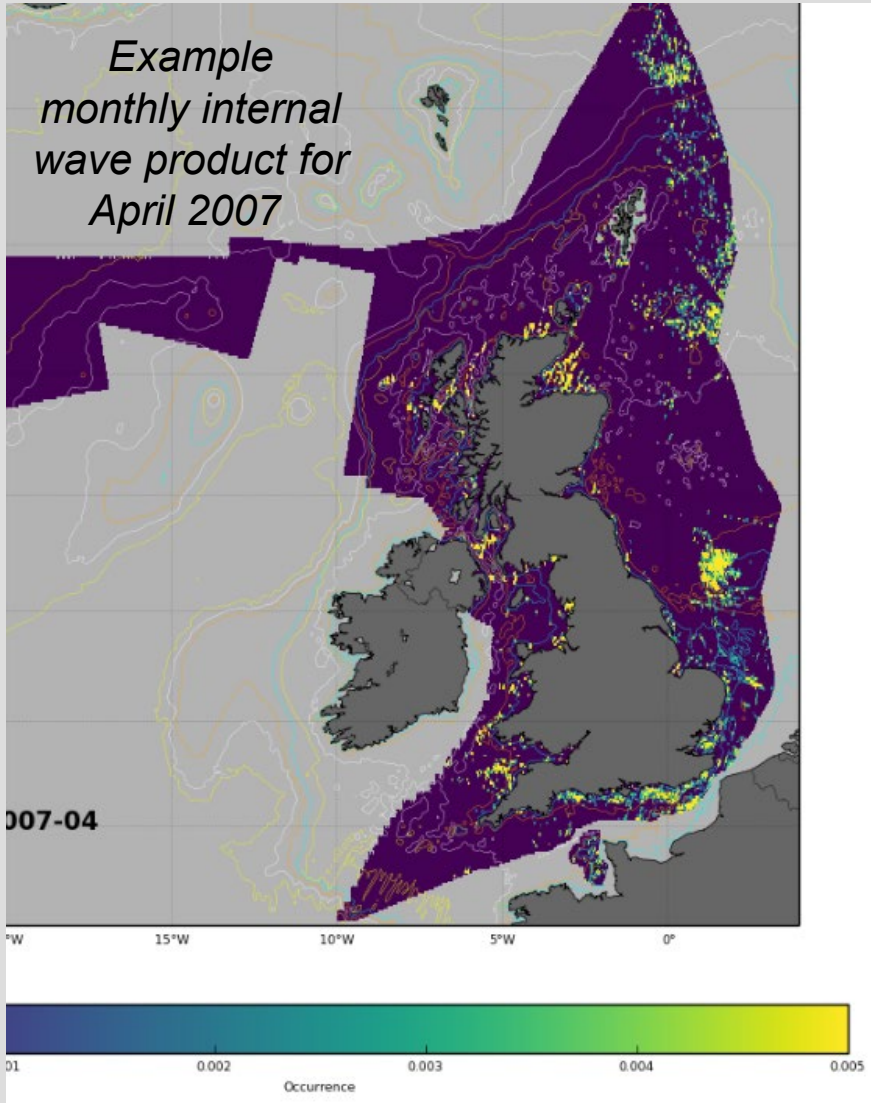 Example
monthly internal
wave product for
April 2007
007-04
°W 15°W 10°W 5°W 0°
01 0.002 0.003 0.004 0.005
Occurrence